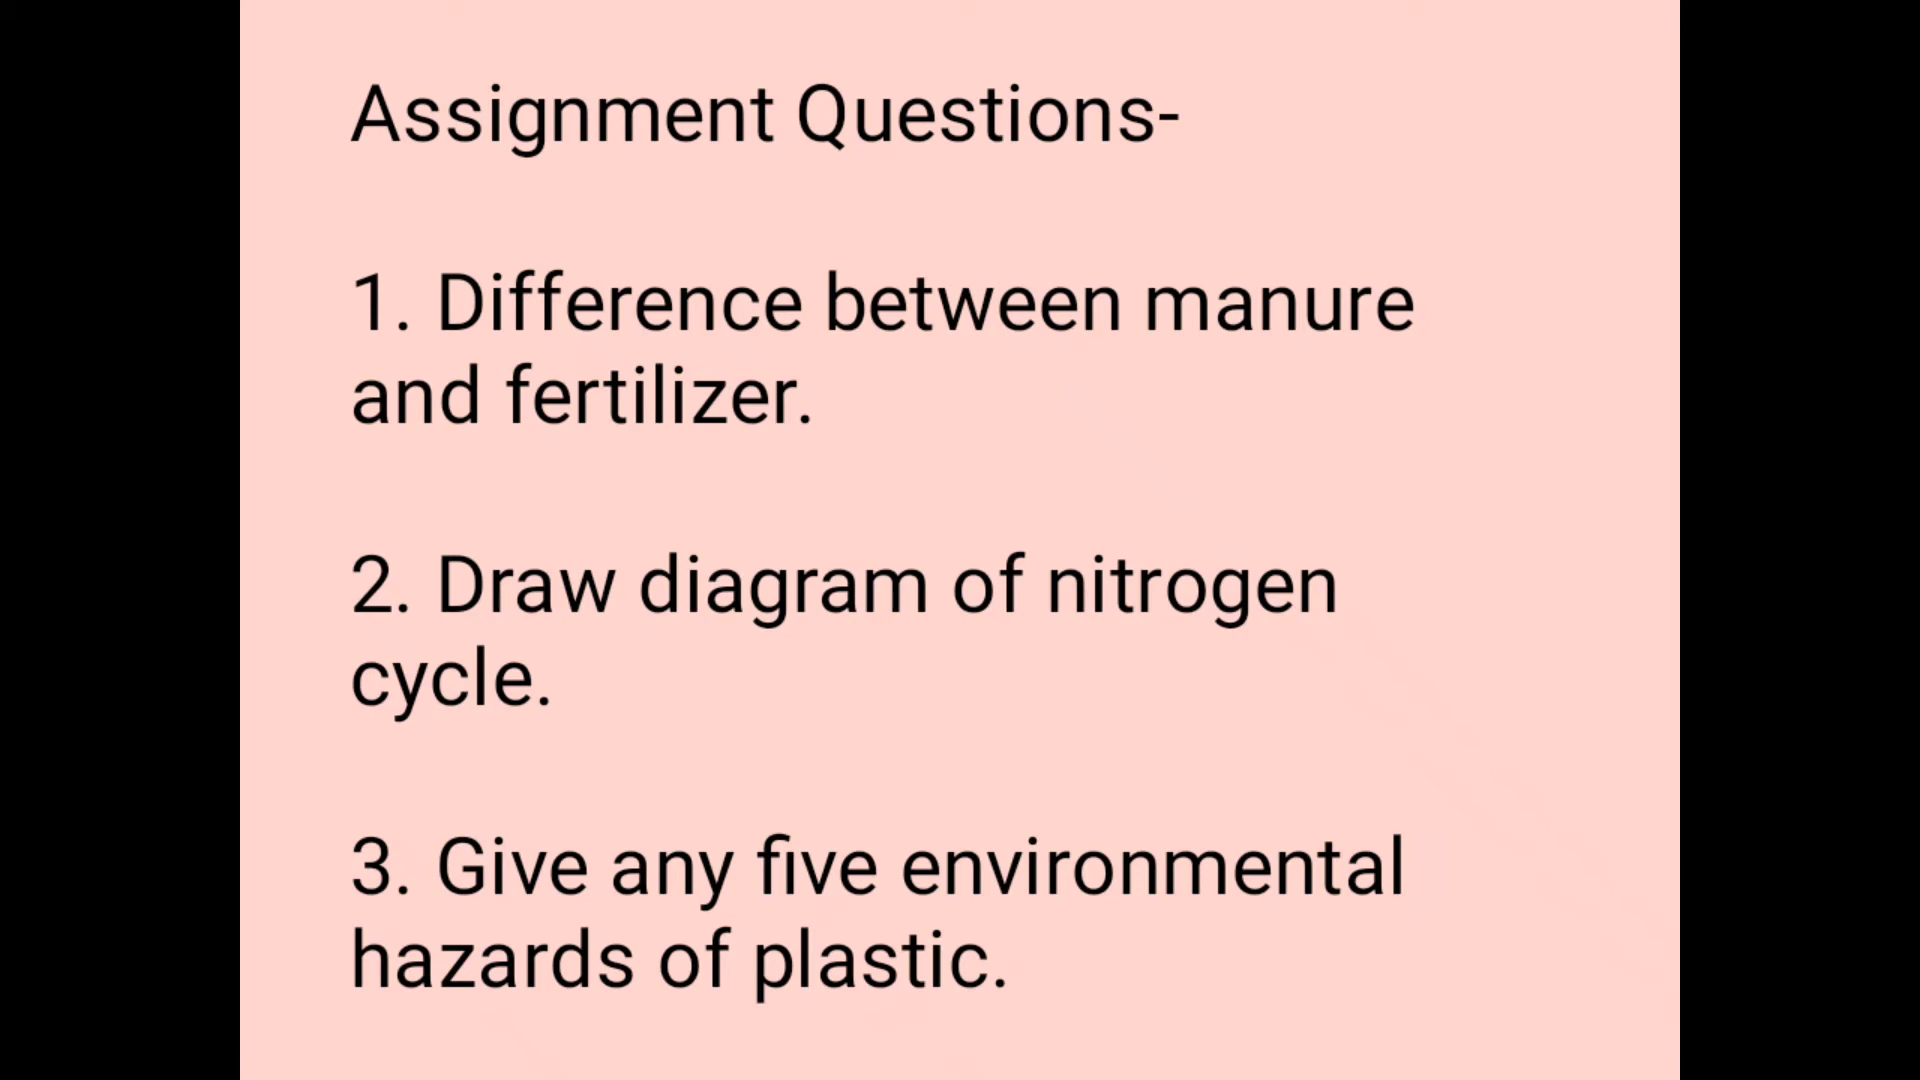 Assignment Questions-
1. Difference between manure
and fertilizer.
2. Draw diagram of nitrogen
cycle.
3. Give any five environmental
hazards of plastic.